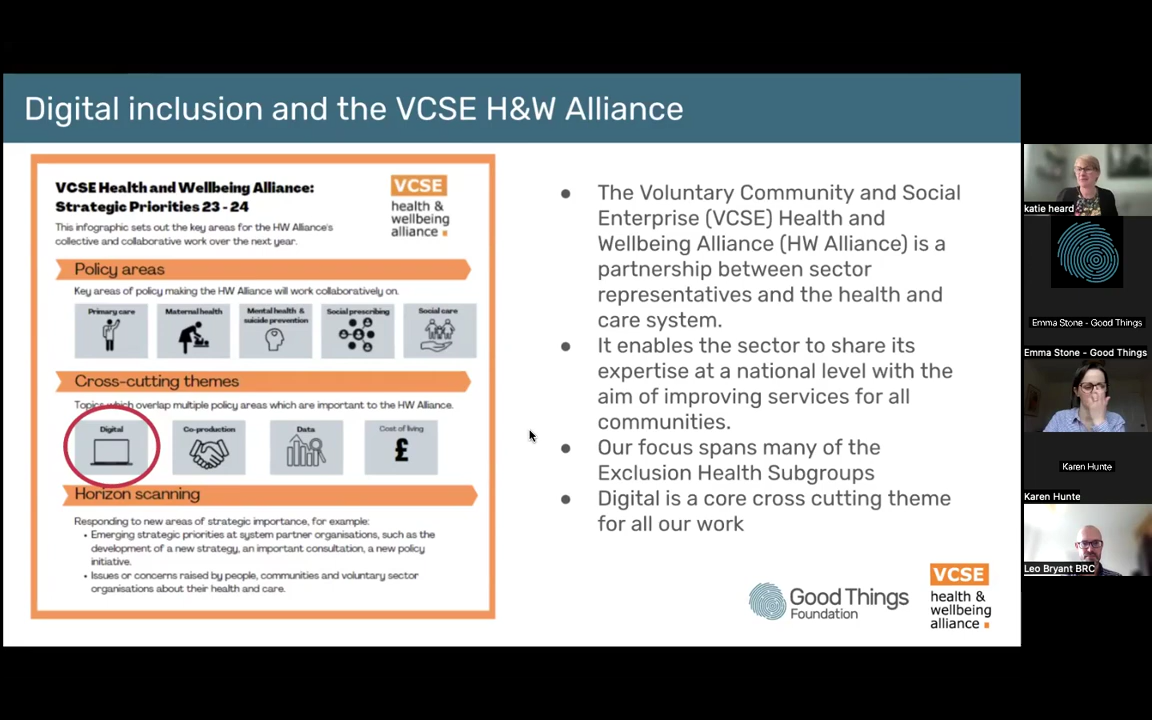 Digital inclusion and the VCSE H&W Alliance
VCSE Health and Wellbeing Alliance:
Strategic Priorities 23 - 24
This infographic sets out the key areas for the HW Alliance's
collective and collaborative work over the next year.
VCSE
health &
wellbeing
alliance
Policy areas
Key areas of policy making the HW Alliance will work collaboratively on.
Primary care
Maternal health
Mental health &
suicide prevention
Social prescribing
Social care
Cross-cutting themes
Topics which overlap multiple policy areas which are important to the HW Alliance.
Digital
Co-production
Data
Cost of living
£
Horizon scanning
Responding to new areas of strategic importance, for example:
• Emerging strategic priorities at system partner organisations, such as the
development of a new strategy, an important consultation, a new policy
initiative.
• Issues or concerns raised by people, communities and voluntary sector
organisations about their health and care.
● The Voluntary Community and Social
Enterprise (VCSE) Health and
Wellbeing Alliance (HW Alliance) is a
partnership between sector
representatives and the health and
care system.
● It enables the sector to share its
expertise at a national level with the
aim of improving services for all
communities.
● Our focus spans many of the
Exclusion Health Subgroups
● Digital is a core cross cutting theme
for all our work
Good Things
Foundation
VCSE
health &
wellbeing
alliance
katie heard
Emma Stone - Good Things
Emma Stone - Good Things
Karen Hunte
Karen Hunte
Leo Bryant BRC